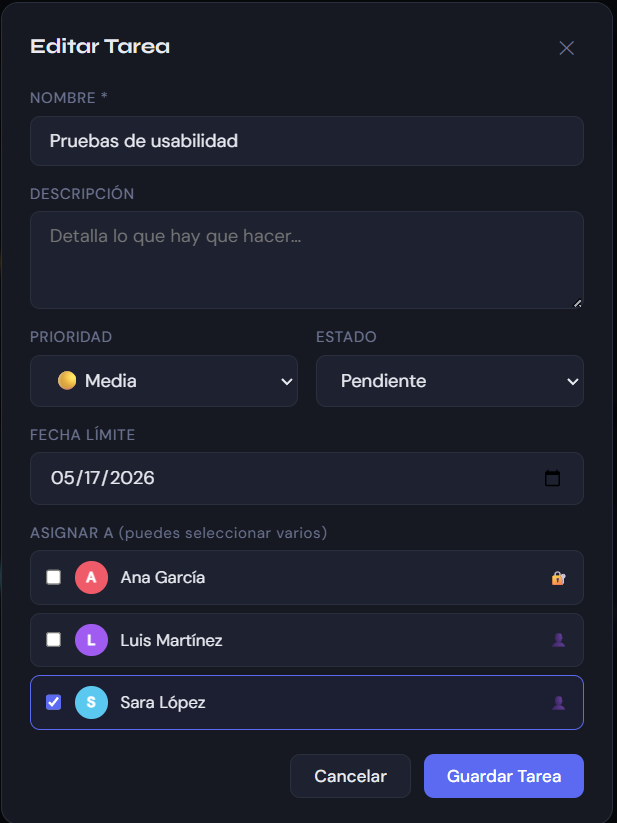 Editar Tarea
NOMBRE *
Pruebas de usabilidad
DESCRIPCIÓN
Detalla lo que hay que hacer...
PRIORIDAD
ESTADO
Media
Pendiente
FECHA LÍMITE
05/17/2026
ASIGNAR A (puedes seleccionar varios)
A Ana García
L Luis Martínez
S Sara López
Cancelar
Guardar Tarea